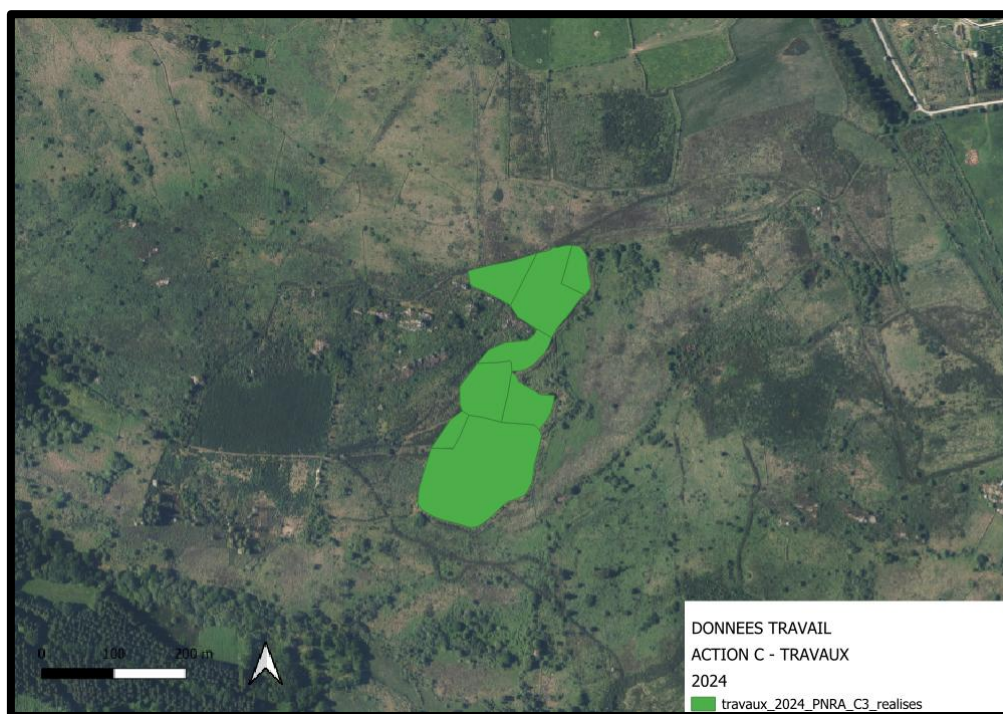 0 100 200 m
DONNEES TRAVAIL
ACTION C - TRAVAUX
2024
travaux_2024_PNRA_C3_realises